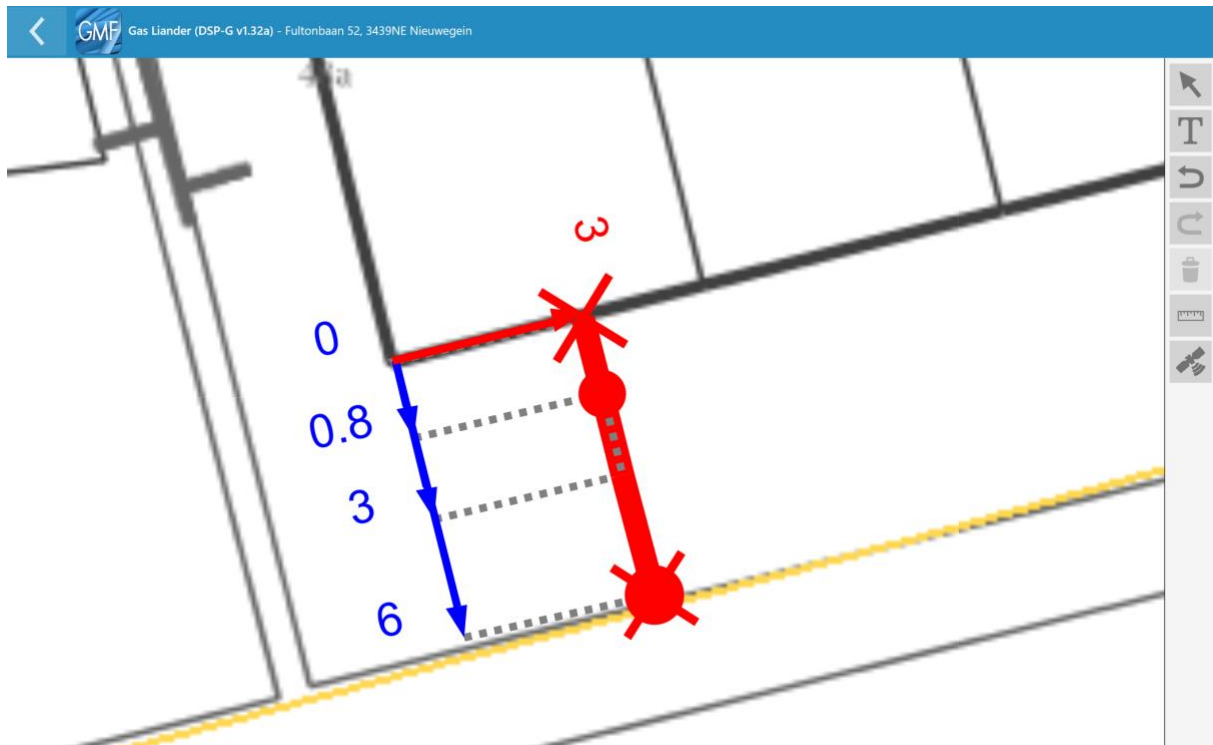 GMF Gas Liander (DSP-G v1.32a) - Fultonbaan 52, 3439NE Nieuwegein
3
0
0.8
3
6
T